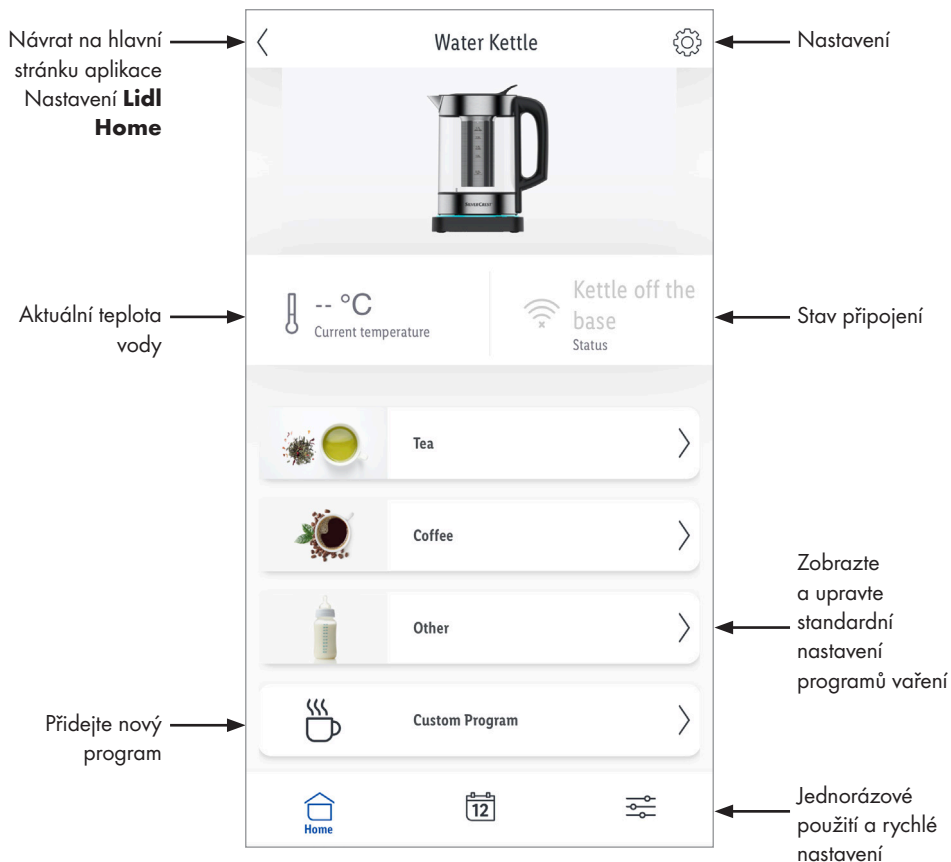 Návrat na hlavní
stránku aplikace
Nastavení Lidl
Home
Water Kettle
Nastavení
SILVERCREST
Aktuální teplota
vody
-- °C
Current temperature
Kettle off the
base
Status
Stav připojení
Tea
Coffee
Other
Zobrazte
a upravte
standardní
nastavení
programů vaření
Přidejte nový
program
Custom Program
Home
12
Jednorázové
použití a rychlé
nastavení